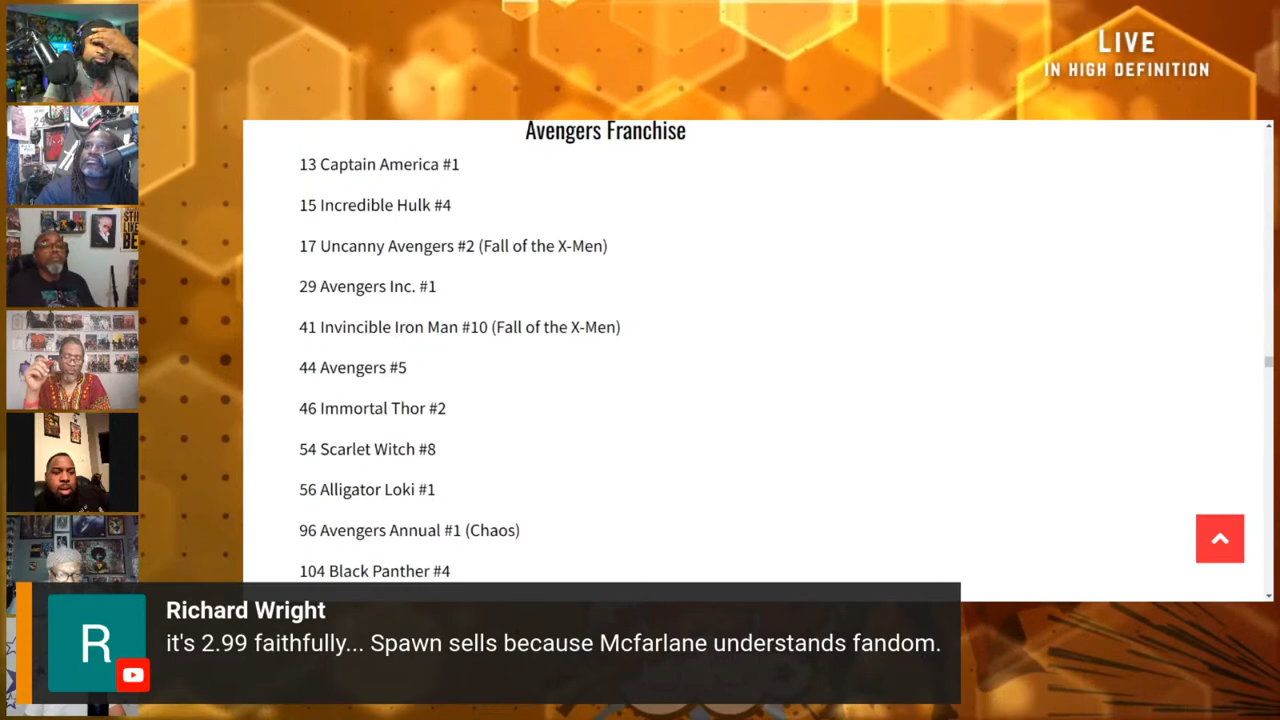 LIVE
IN HIGH DEFINITION
Avengers Franchise
13 Captain America #1
15 Incredible Hulk #4
17 Uncanny Avengers #2 (Fall of the X-Men)
29 Avengers Inc. #1
41 Invincible Iron Man #10 (Fall of the X-Men)
44 Avengers #5
46 Immortal Thor #2
54 Scarlet Witch #8
56 Alligator Loki #1
96 Avengers Annual #1 (Chaos)
104 Black Panther #4
R
Richard Wright
it's 2.99 faithfully... Spawn sells because Mcfarlane understands fandom.